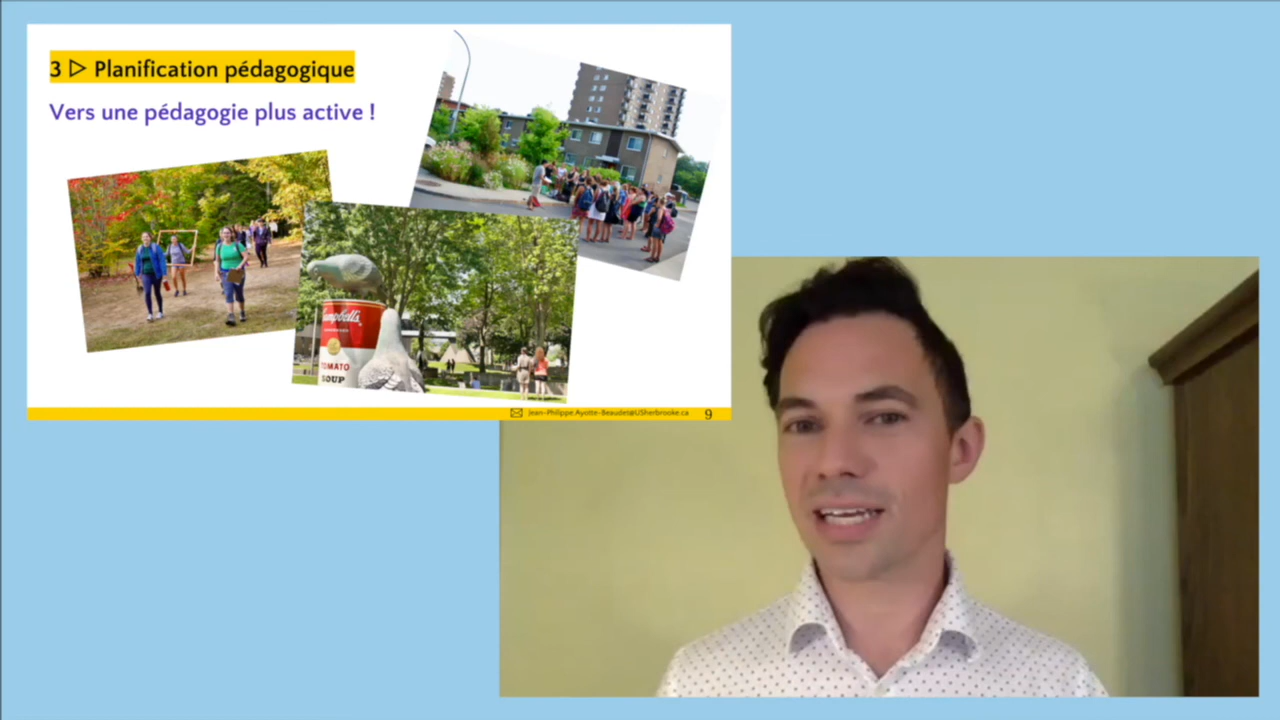 3 ▷ Planification pédagogique
Vers une pédagogie plus active !
Campbell's
TOMATO
SOUP
Jean-Philippe.Ayotte-Beaudet@USherbrooke.ca
9